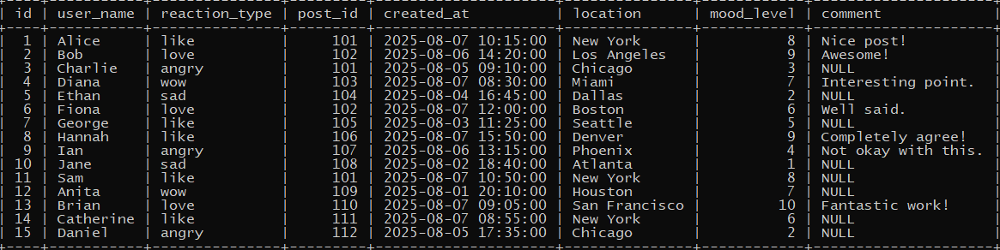 | id | user_name | reaction_type | post_id | created_at | location | mood_level | comment |
| 1 | Alice | like | 101 | 2025-08-07 10:15:00 | New York | 8 | Nice post! |
| 2 | Bob | love | 102 | 2025-08-06 14:20:00 | Los Angeles | 9 | Awesome! |
| 3 | Charlie | angry | 101 | 2025-08-05 09:10:00 | Chicago | 3 | NULL |
| 4 | Diana | wow | 103 | 2025-08-07 08:30:00 | Miami | 7 | Interesting point. |
| 5 | Ethan | sad | 104 | 2025-08-04 16:45:00 | Dallas | 2 | NULL |
| 6 | Fiona | love | 102 | 2025-08-07 12:00:00 | Boston | 6 | Well said. |
| 7 | George | like | 105 | 2025-08-03 11:25:00 | Seattle | 5 | NULL |
| 8 | Hannah | like | 106 | 2025-08-07 15:50:00 | Denver | 9 | Completely agree! |
| 9 | Ian | angry | 107 | 2025-08-06 13:15:00 | Phoenix | 4 | Not okay with this. |
| 10 | Jane | sad | 108 | 2025-08-02 18:40:00 | Atlanta | 1 | NULL |
| 11 | Sam | like | 101 | 2025-08-07 10:50:00 | New York | 8 | NULL |
| 12 | Anita | wow | 109 | 2025-08-01 20:10:00 | Houston | 7 | NULL |
| 13 | Brian | love | 110 | 2025-08-07 09:05:00 | San Francisco | 10 | Fantastic work! |
| 14 | Catherine | like | 111 | 2025-08-07 08:55:00 | New York | 6 | NULL |
| 15 | Daniel | angry | 112 | 2025-08-05 17:35:00 | Chicago | 2 | NULL |